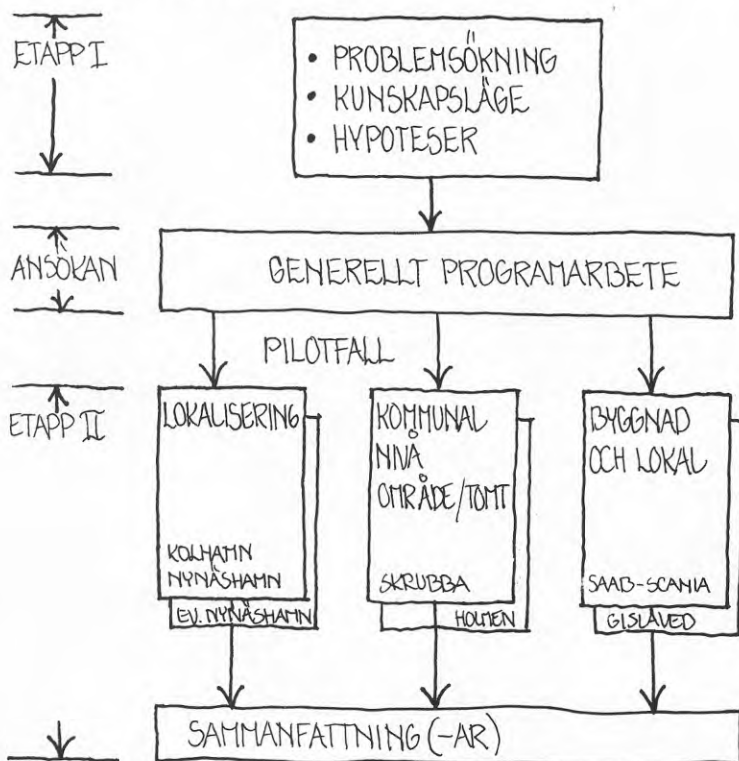 ETAPP I
• PROBLEMSÖKNING
• KUNSKAPSLÄGE
• HYPOTESER
ANSÖKAN
GENERELLT PROGRAMARBETE
PILOTFALL
ETAPP II
LOKALISERING
KOLHAMN
NYNÄSHAMN
EV. NYNÄSHAMN
KOMMUNAL
NIVÅ
OMRÅDE/TOMT
SKRUBBA
HOLMEN
BYGGNAD
OCH LOKAL
SAAB-SCANIA
GISLAVED
SAMMANFATTNING (-AR)